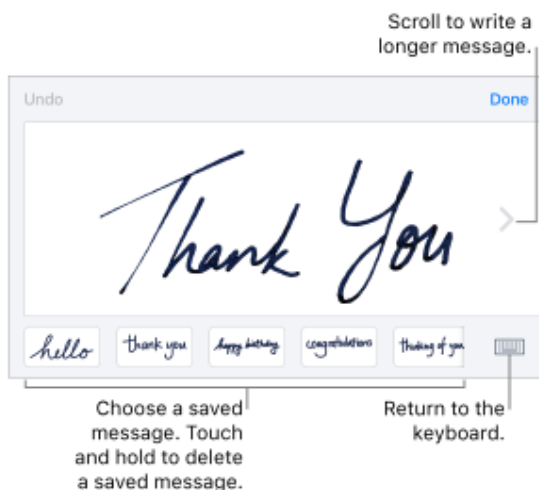 Scroll to write a
longer message.
Undo
Done
Thank You
hello
thank you
happy birthday
congratulations
thinking of you
Choose a saved
message. Touch
and hold to delete
a saved message.
Return to the
keyboard.